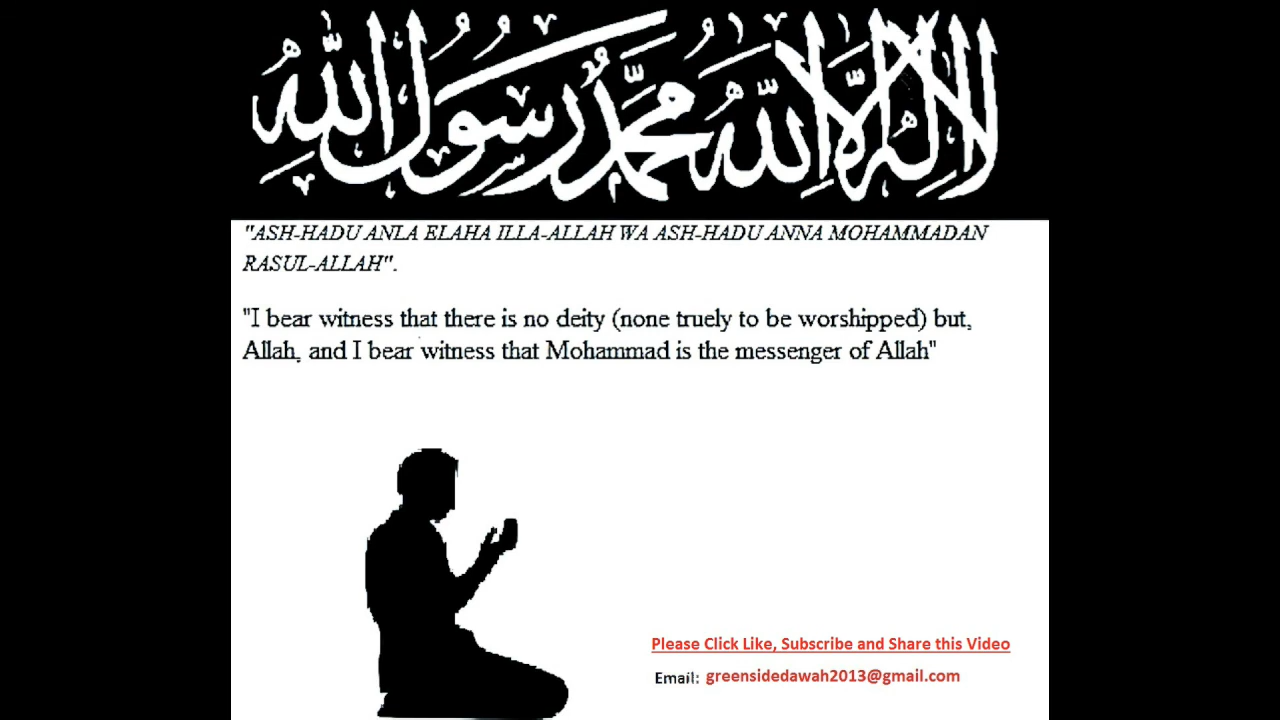 لا إله إلا الله محمد رسول الله
"ASH-HADU ANLA ELAHA ILLA-ALLAH WA ASH-HADU ANNA MOHAMMADAN
RASUL-ALLAH".
"I bear witness that there is no deity (none truely to be worshipped) but,
Allah, and I bear witness that Mohammad is the messenger of Allah"
Please Click Like, Subscribe and Share this Video
Email: greensidedawah2013@gmail.com